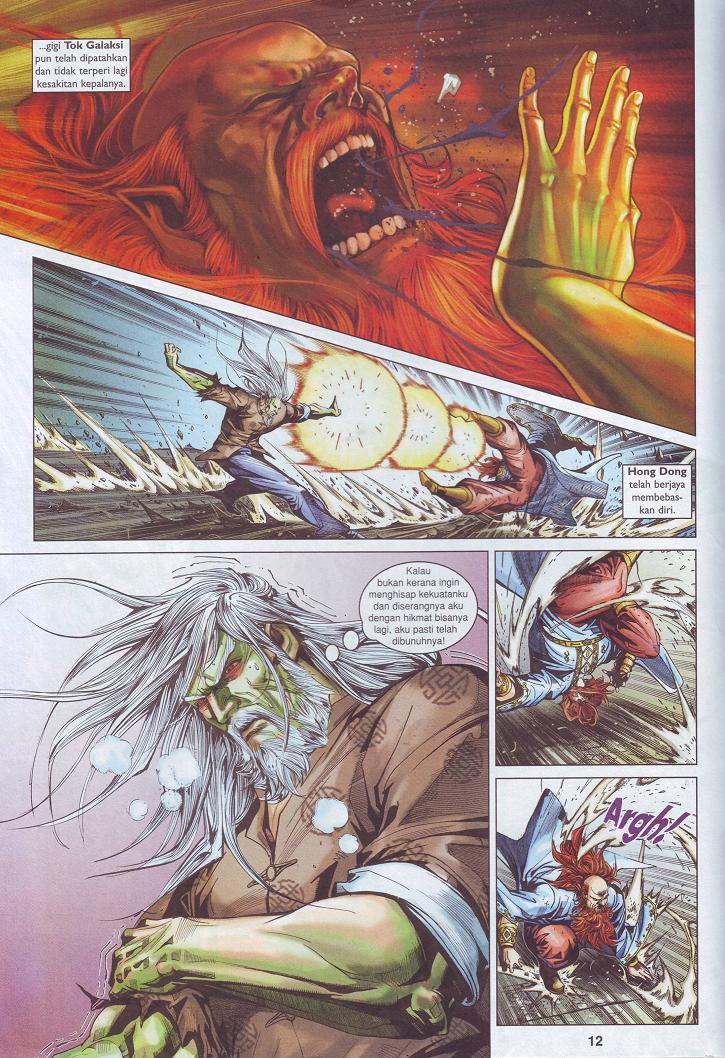 ...gigi Tok Galaksi
pun telah dipatahkan
dan tidak terperi lagi
kesakitan kepalanya.
Hong Dong
telah berjaya
membebas-
kan diri.
Kalau
bukan kerana ingin
menghisap kekuatanku
dan diserangnya aku
dengan hikmat bisanya
lagi, aku pasti telah
dibunuhnya!
Argh!
12